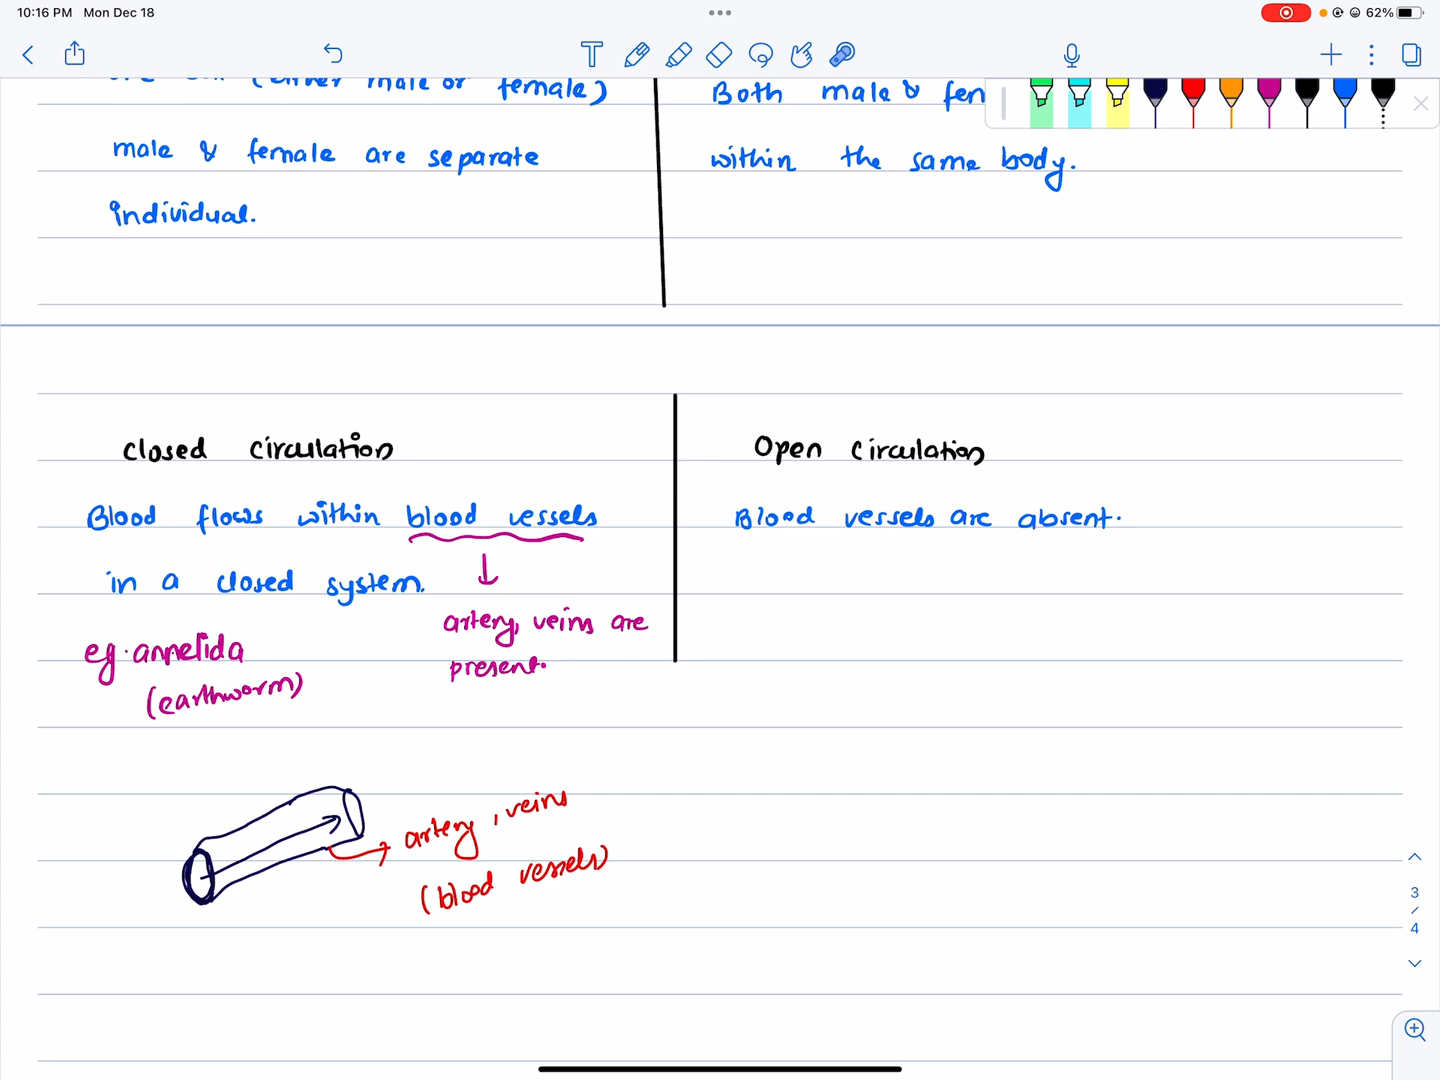 10:16 PM Mon Dec 18
62%
male or female)
male & female are separate
individual.
Both male &
within the same body.
Closed Circulation
Blood flows within blood vessels
in a closed system.
artery, veins are
present.
eg. annelida
(earthworm)
artery, veins
(blood vessels)
Open Circulation
Blood vessels are absent.
3
/
4